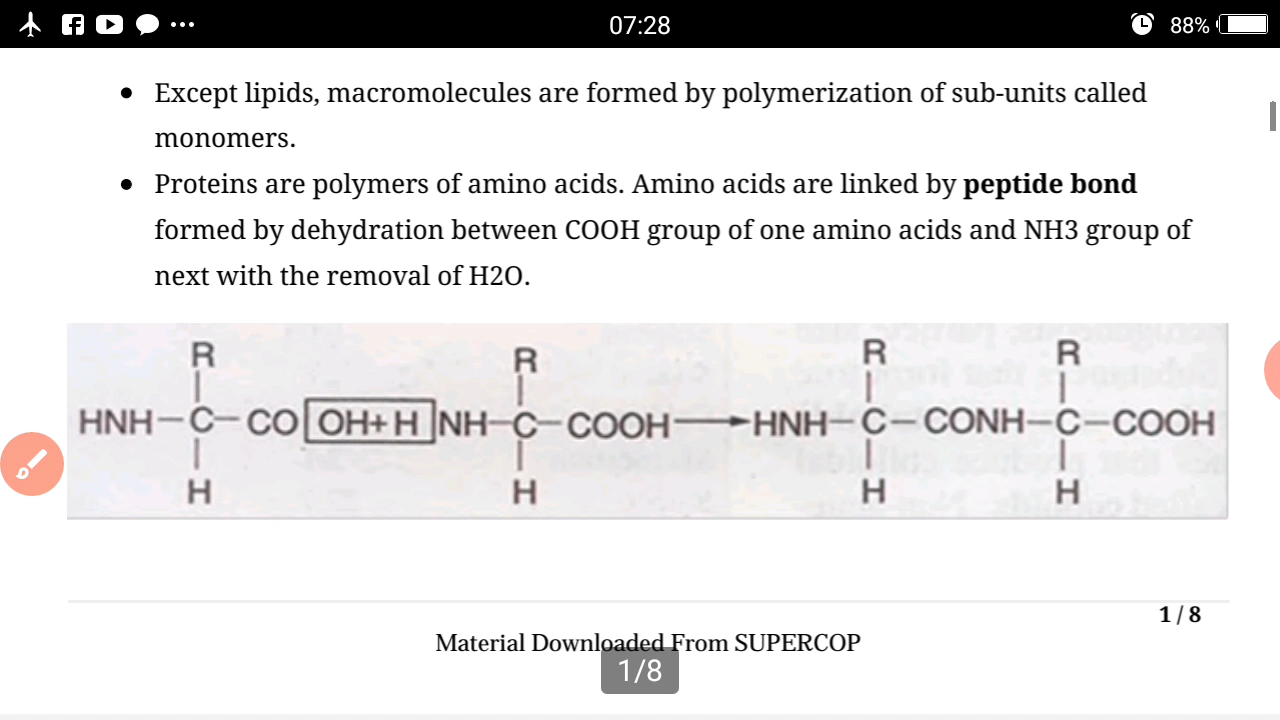 07:28
88%
• Except lipids, macromolecules are formed by polymerization of sub-units called
monomers.
• Proteins are polymers of amino acids. Amino acids are linked by peptide bond
formed by dehydration between COOH group of one amino acids and NH3 group of
next with the removal of H2O.
R R R R
HNH—C—CO OH+H NH—C—COOH→HNH—C—CONH—C—COOH
H H H H
1 / 8
Material Downloaded From SUPERCOP
1/8